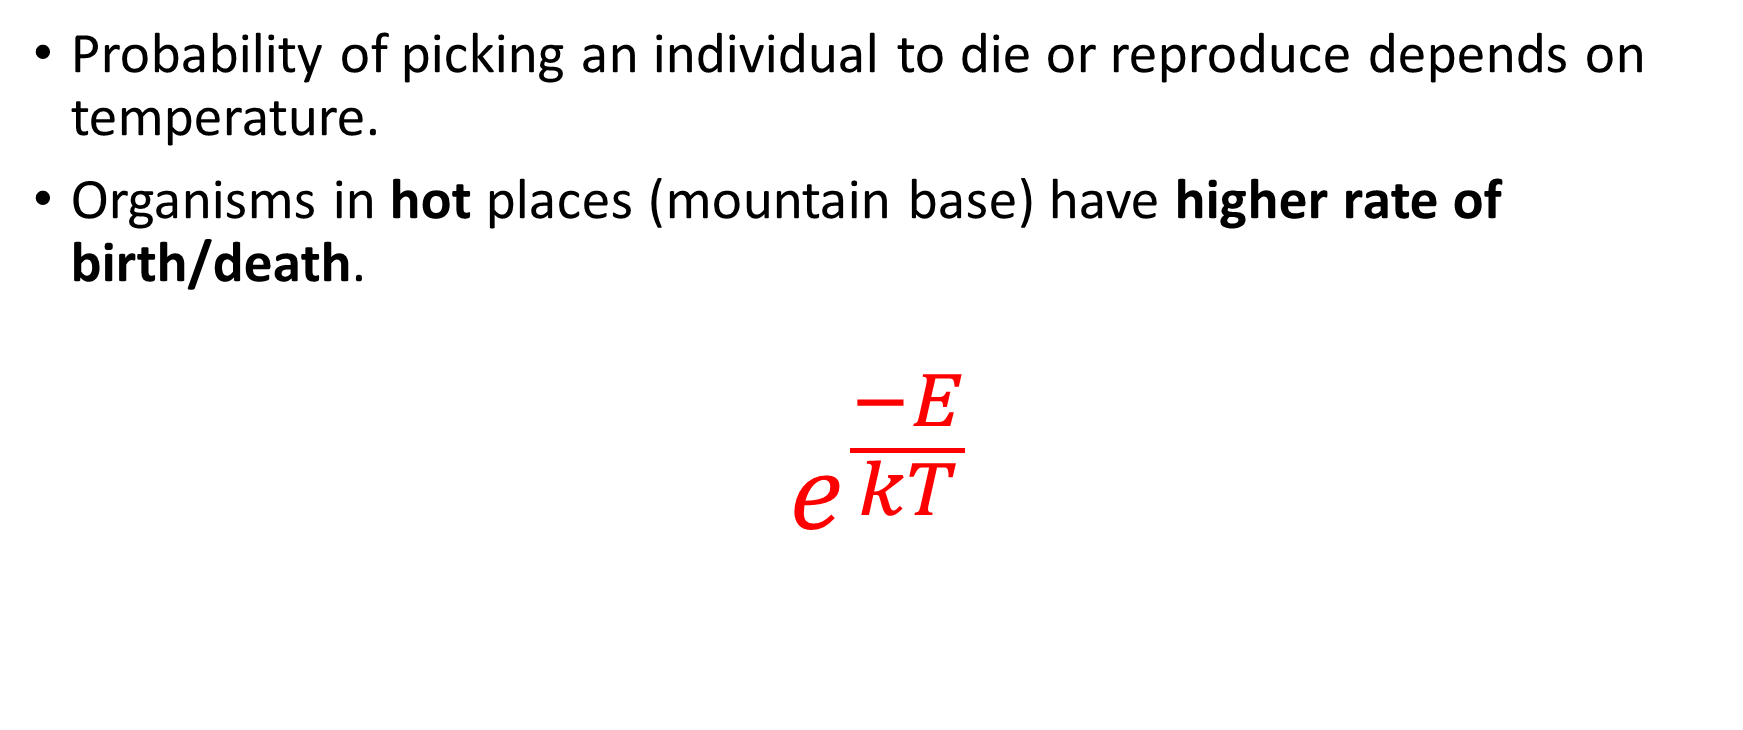 • Probability of picking an individual to die or reproduce depends on
temperature.
• Organisms in hot places (mountain base) have higher rate of
birth/death.
e^(−E/kT)